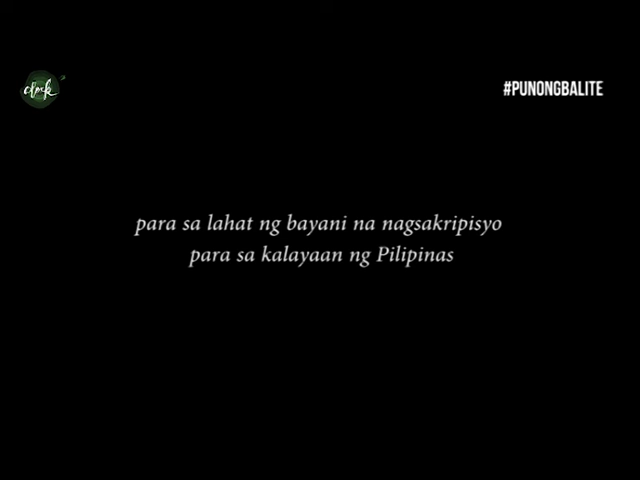 #PUNONGBALITE
para sa lahat ng bayani na nagsakripisyo
para sa kalayaan ng Pilipinas